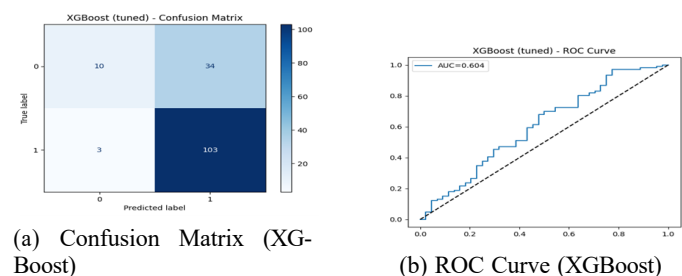 XGBoost (tuned) - Confusion Matrix
0
10
34
1
3
103
0
1
True label
Predicted label
100
80
60
40
20
(a) Confusion Matrix (XG-
Boost)
XGBoost (tuned) - ROC Curve
AUC=0.604
1.0
0.8
0.6
0.4
0.2
0.0
0.0 0.2 0.4 0.6 0.8 1.0
(b) ROC Curve (XGBoost)